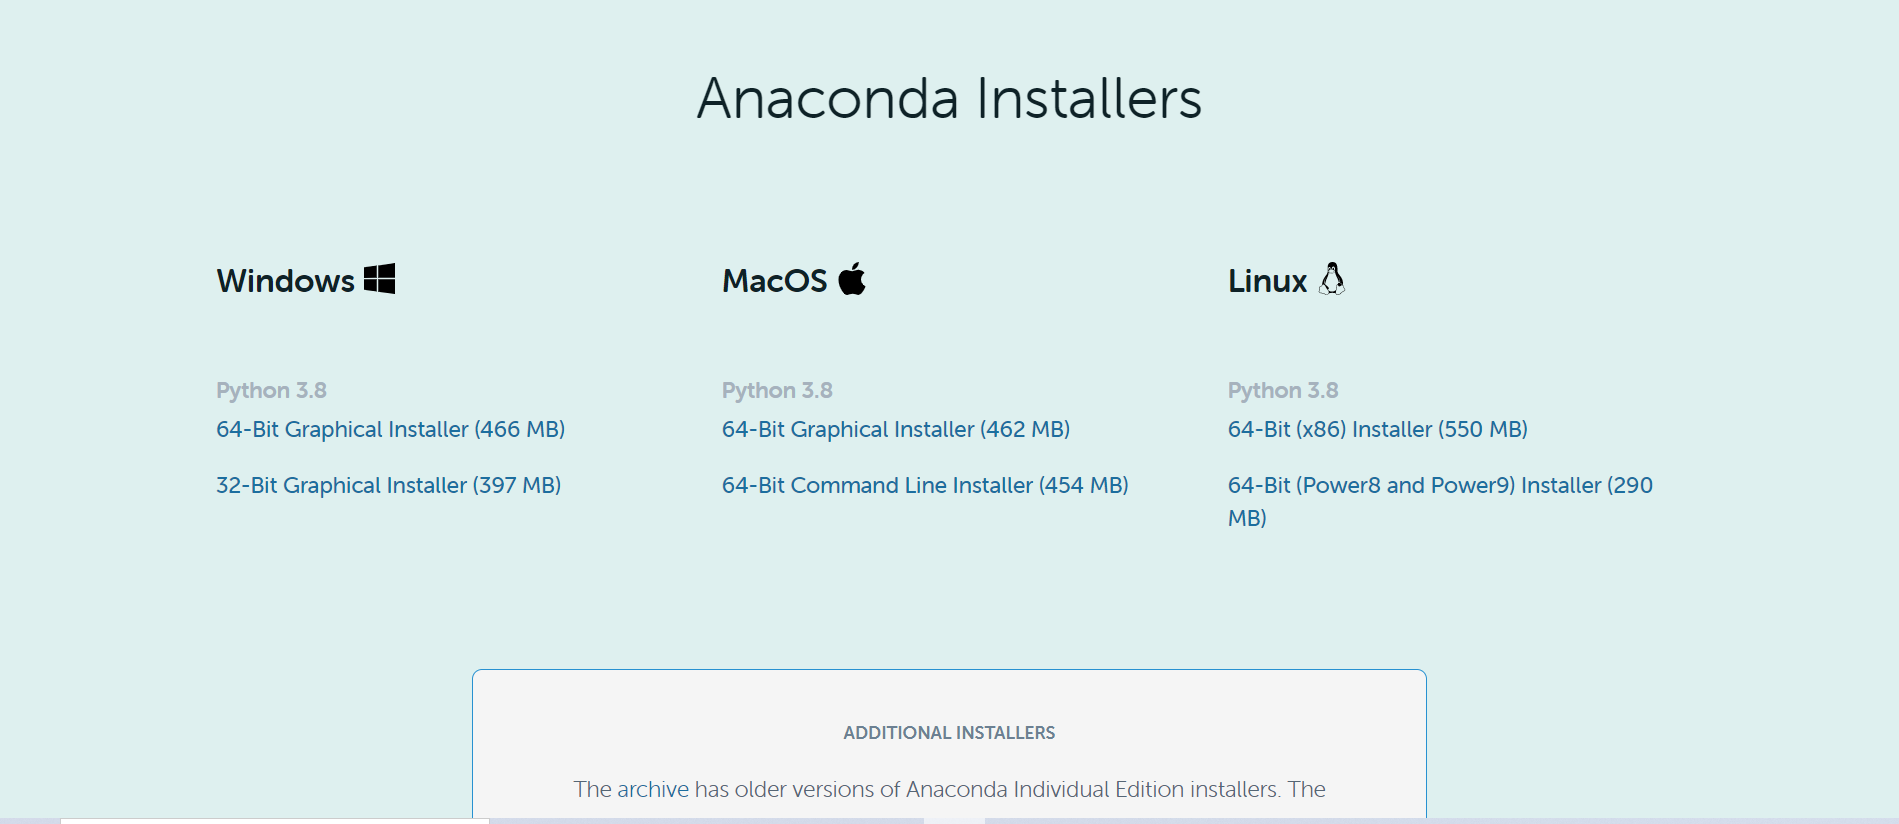 Anaconda Installers
Windows
Python 3.8
64-Bit Graphical Installer (466 MB)
32-Bit Graphical Installer (397 MB)
MacOS
Python 3.8
64-Bit Graphical Installer (462 MB)
64-Bit Command Line Installer (454 MB)
Linux
Python 3.8
64-Bit (x86) Installer (550 MB)
64-Bit (Power8 and Power9) Installer (290
MB)
ADDITIONAL INSTALLERS
The archive has older versions of Anaconda Individual Edition installers. The